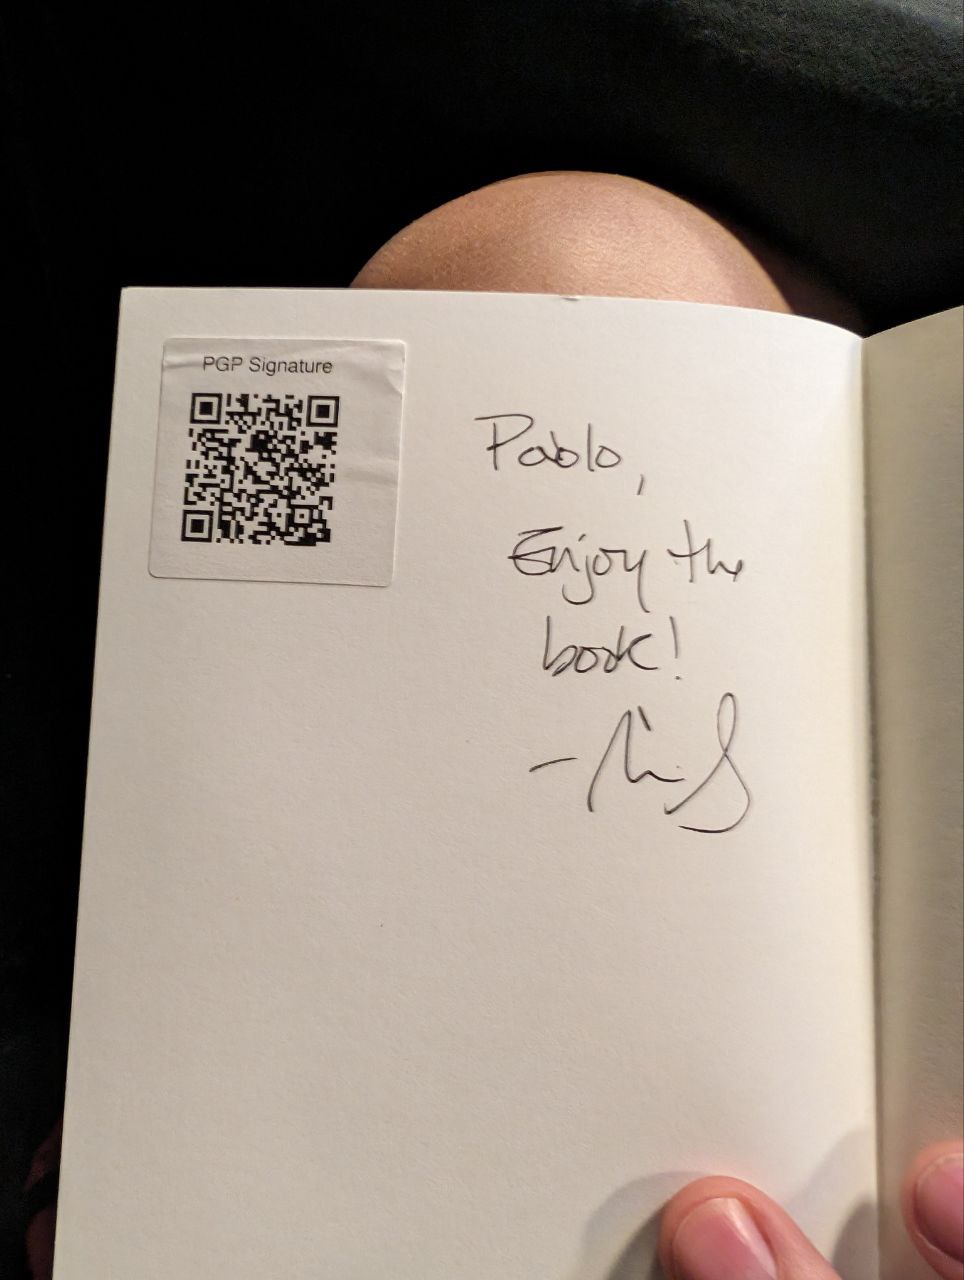 PGP Signature
Pablo,
Enjoy the
book!